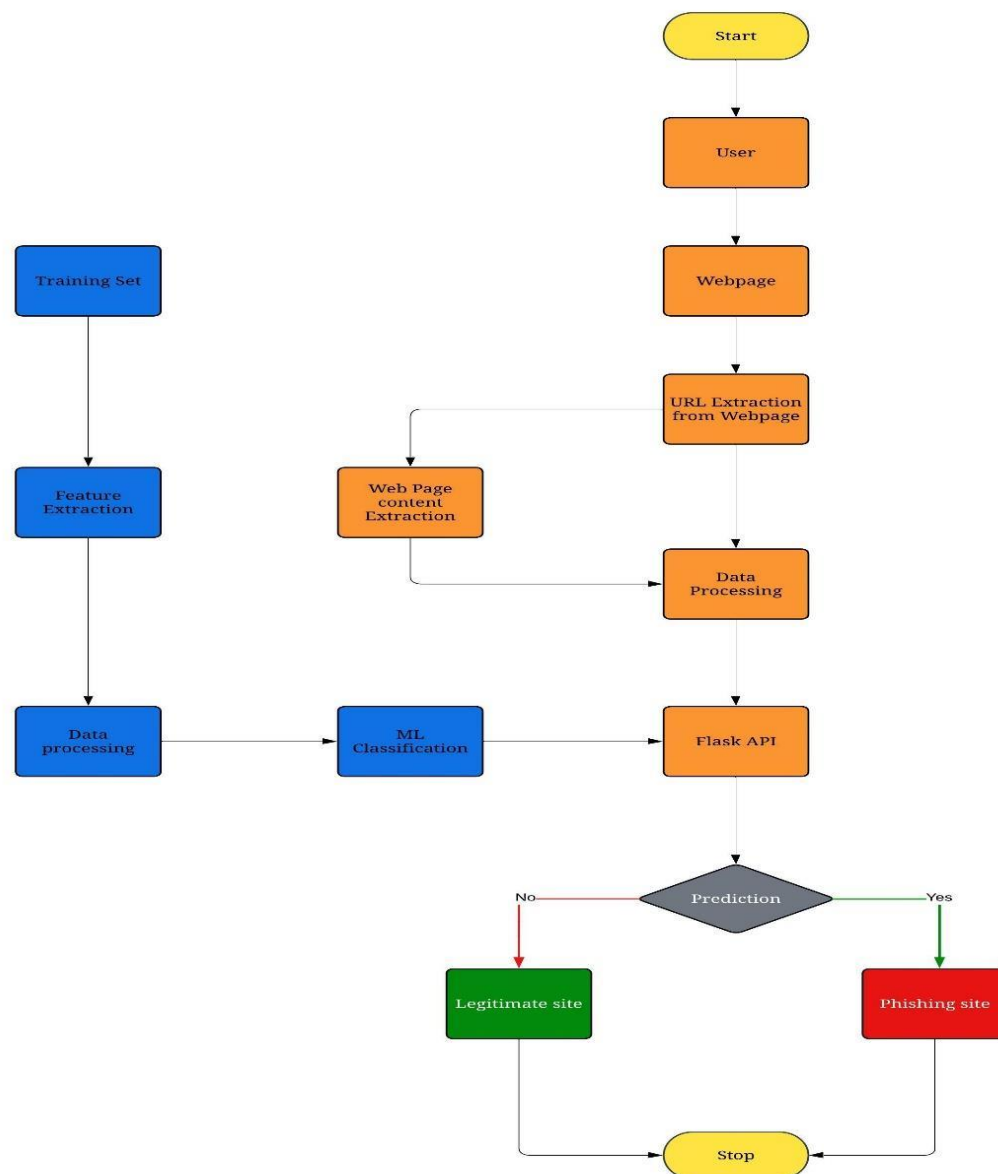 Start
User
Training Set
Webpage
URL Extraction
from Webpage
Web Page
content
Extraction
Feature
Extraction
Data
Processing
Data
processing
ML
Classification
Flask API
Prediction
No
Yes
Legitimate site
Phishing site
Stop